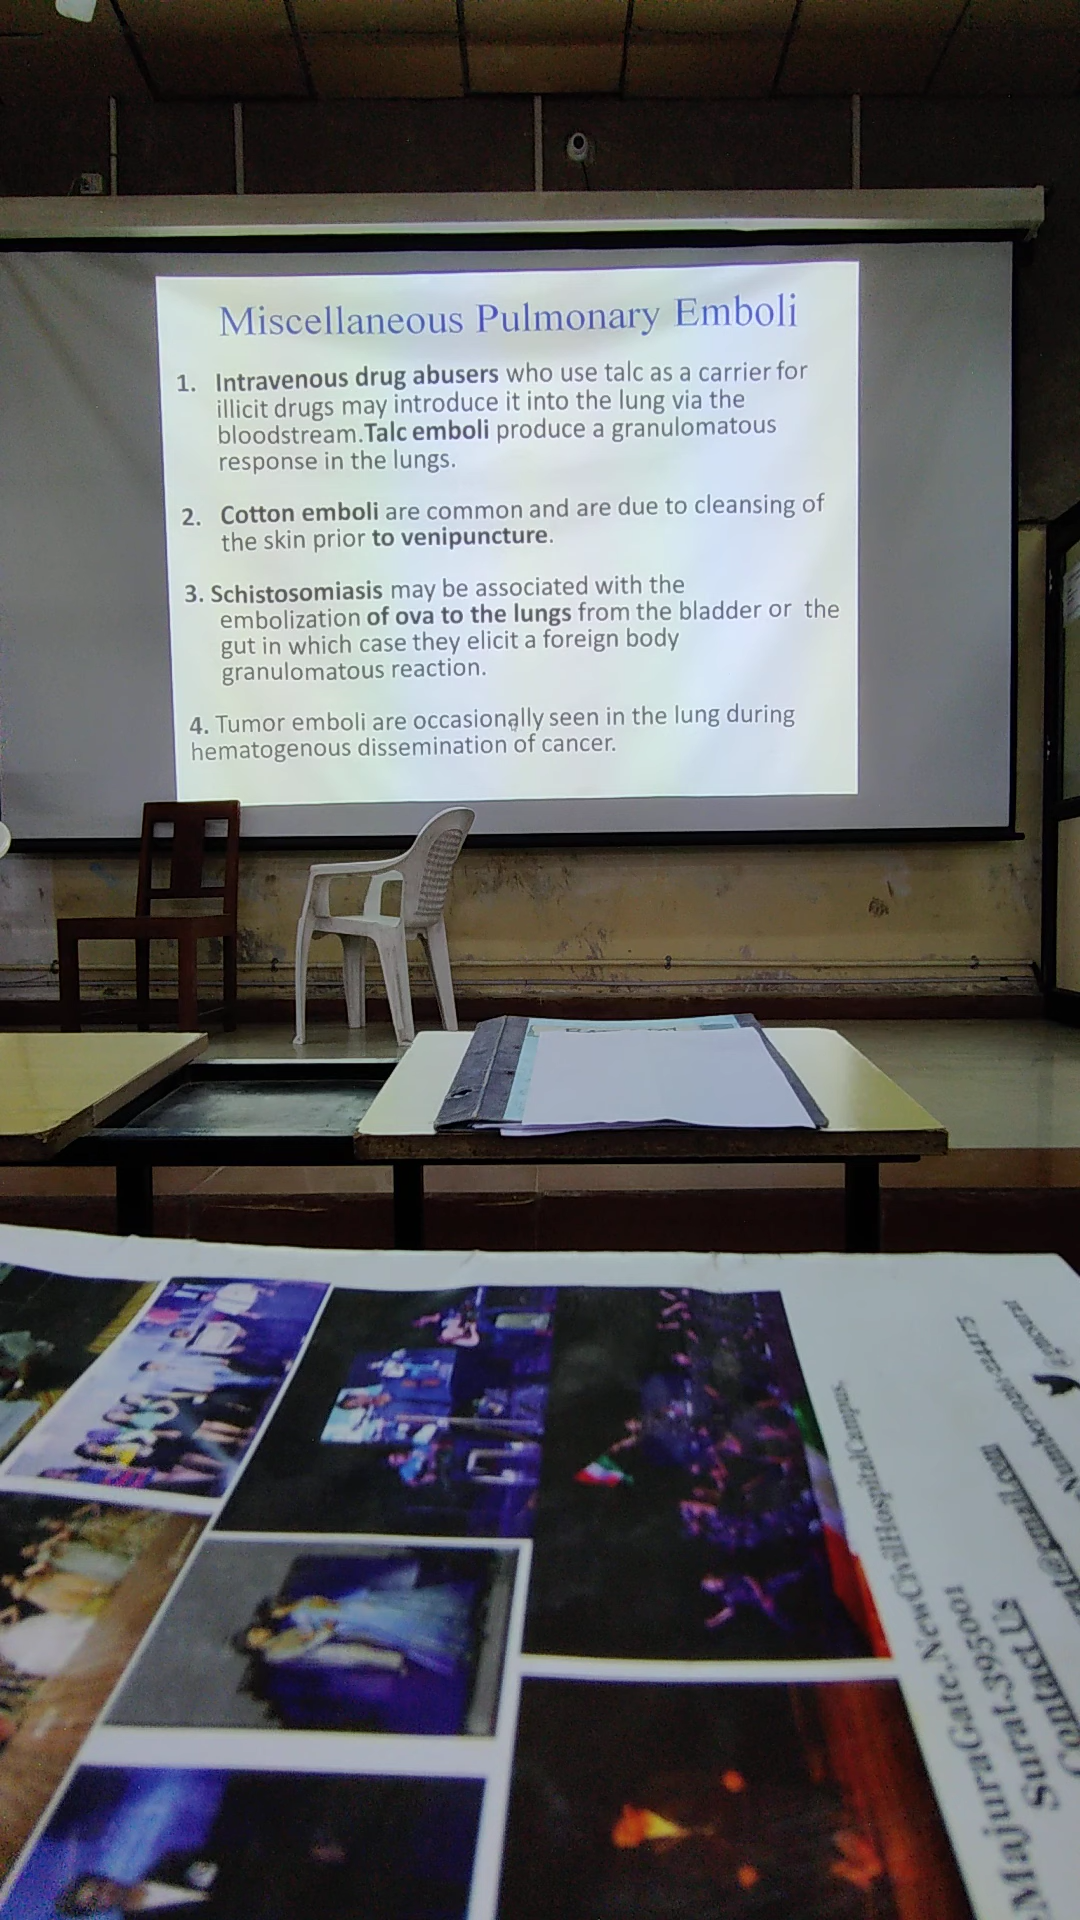 Miscellaneous Pulmonary Emboli
1. Intravenous drug abusers who use talc as a carrier for
illicit drugs may introduce it into the lung via the
bloodstream.Talc emboli produce a granulomatous
response in the lungs.
2. Cotton emboli are common and are due to cleansing of
the skin prior to venipuncture.
3. Schistosomiasis may be associated with the
embolization of ova to the lungs from the bladder or the
gut in which case they elicit a foreign body
granulomatous reaction.
4. Tumor emboli are occasionally seen in the lung during
hematogenous dissemination of cancer.
MajuraGate,NewCivilHospitalCampus,
Surat.395001
Contact Us